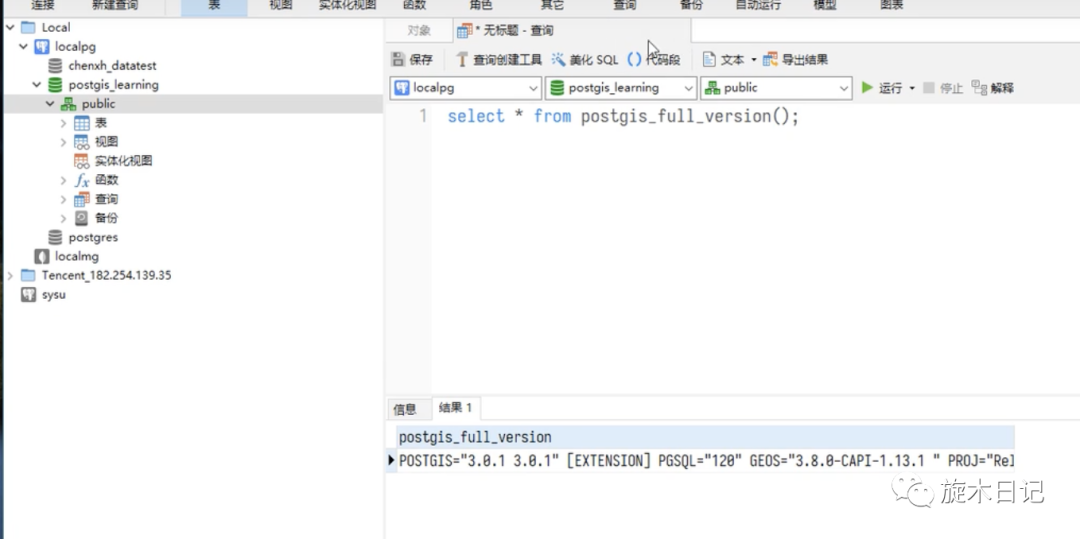 连接 新建查询 表 视图 实体化视图 函数 角色 其它 查询 备份 自动运行 模型 图表
Local
localpg
chenxh_datatest
postgis_learning
public
表
视图
实体化视图
fx 函数
查询
备份
postgres
localmg
Tencent_182.254.139.35
sysu
对象 * 无标题 - 查询
保存 查询创建工具 美化 SQL () 代码段 文本 导出结果
localpg postgis_learning public 运行 停止 解释
1 select * from postgis_full_version();
信息 结果 1
postgis_full_version
POSTGIS="3.0.1 3.0.1" [EXTENSION] PGSQL="120" GEOS="3.8.0-CAPI-1.13.1 " PROJ="Rel
旋木日记